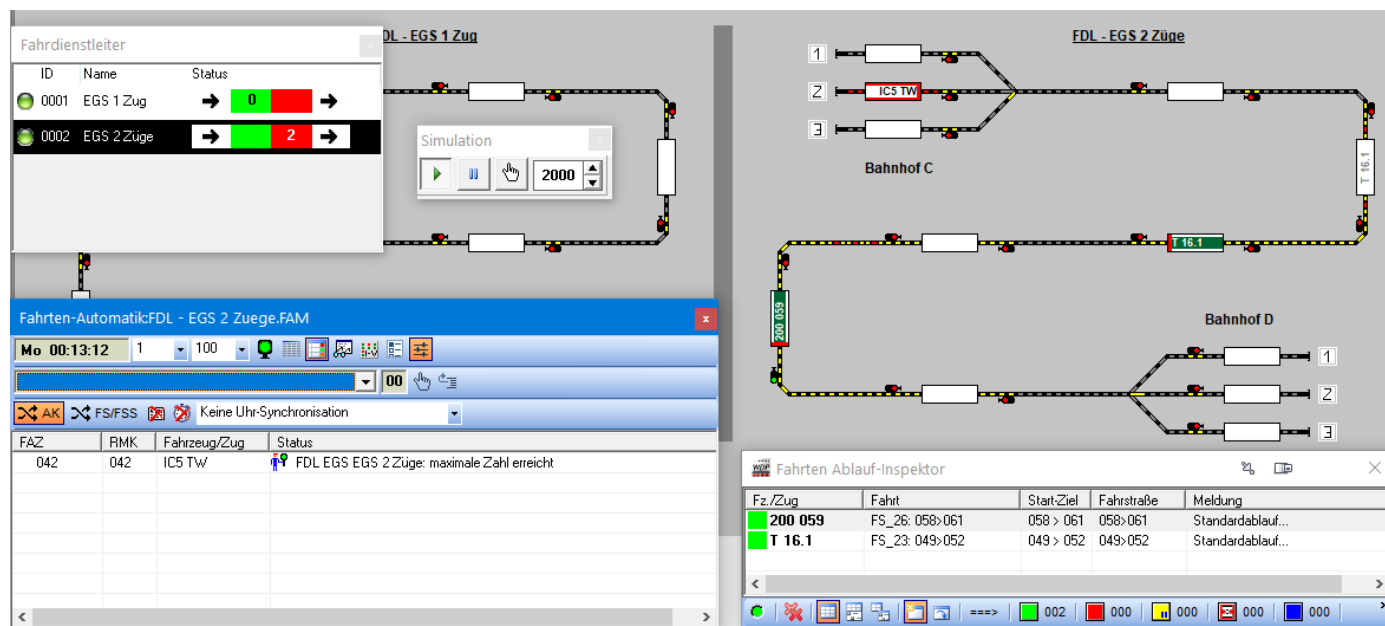 FDL - EGS 1 Zug
Fahrdienstleiter
x
ID Name Status
0001 EGS 1 Zug 0
0002 EGS 2 Züge 2
Simulation
x
2000
FDL - EGS 2 Züge
1
2 IC5 TW
3
Bahnhof C
T 16.1
T 16.1
200 059
Bahnhof D
1
2
3
Fahrten-Automatik:FDL - EGS 2 Zuege.FAM
x
Mo 00:13:12 1 100
00
AK FS/FSS Keine Uhr-Synchronisation
FAZ RMK Fahrzeug/Zug Status
042 042 IC5 TW FDL EGS EGS 2 Züge: maximale Zahl erreicht
WDP Fahrten Ablauf-Inspektor
Fz./Zug Fahrt Start-Ziel Fahrstraße Meldung
200 059 FS_26: 058>061 058 > 061 058>061 Standardablauf...
T 16.1 FS_23: 049>052 049 > 052 049>052 Standardablauf...
===> 002 000 000 000 000